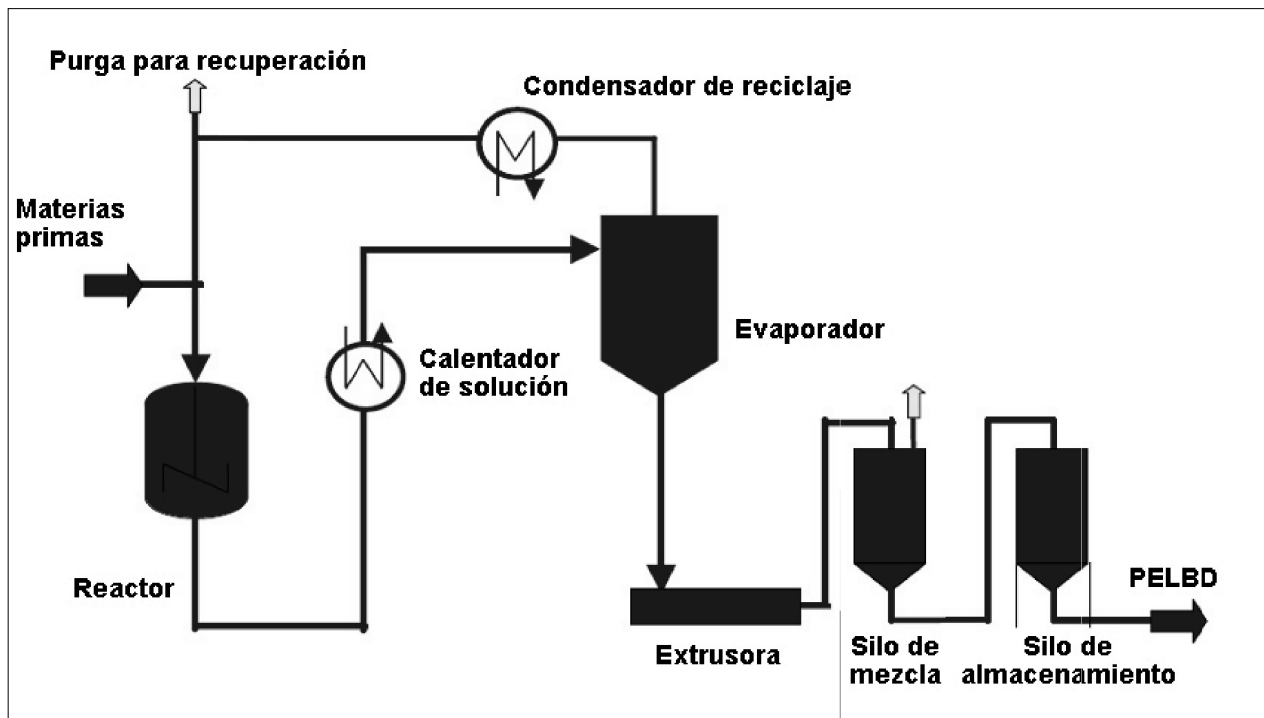 Purga para recuperación
Condensador de reciclaje
Materias
primas
Evaporador
Calentador
de solución
Reactor
PELBD
Extrusora
Silo de
mezcla
Silo de
almacenamiento